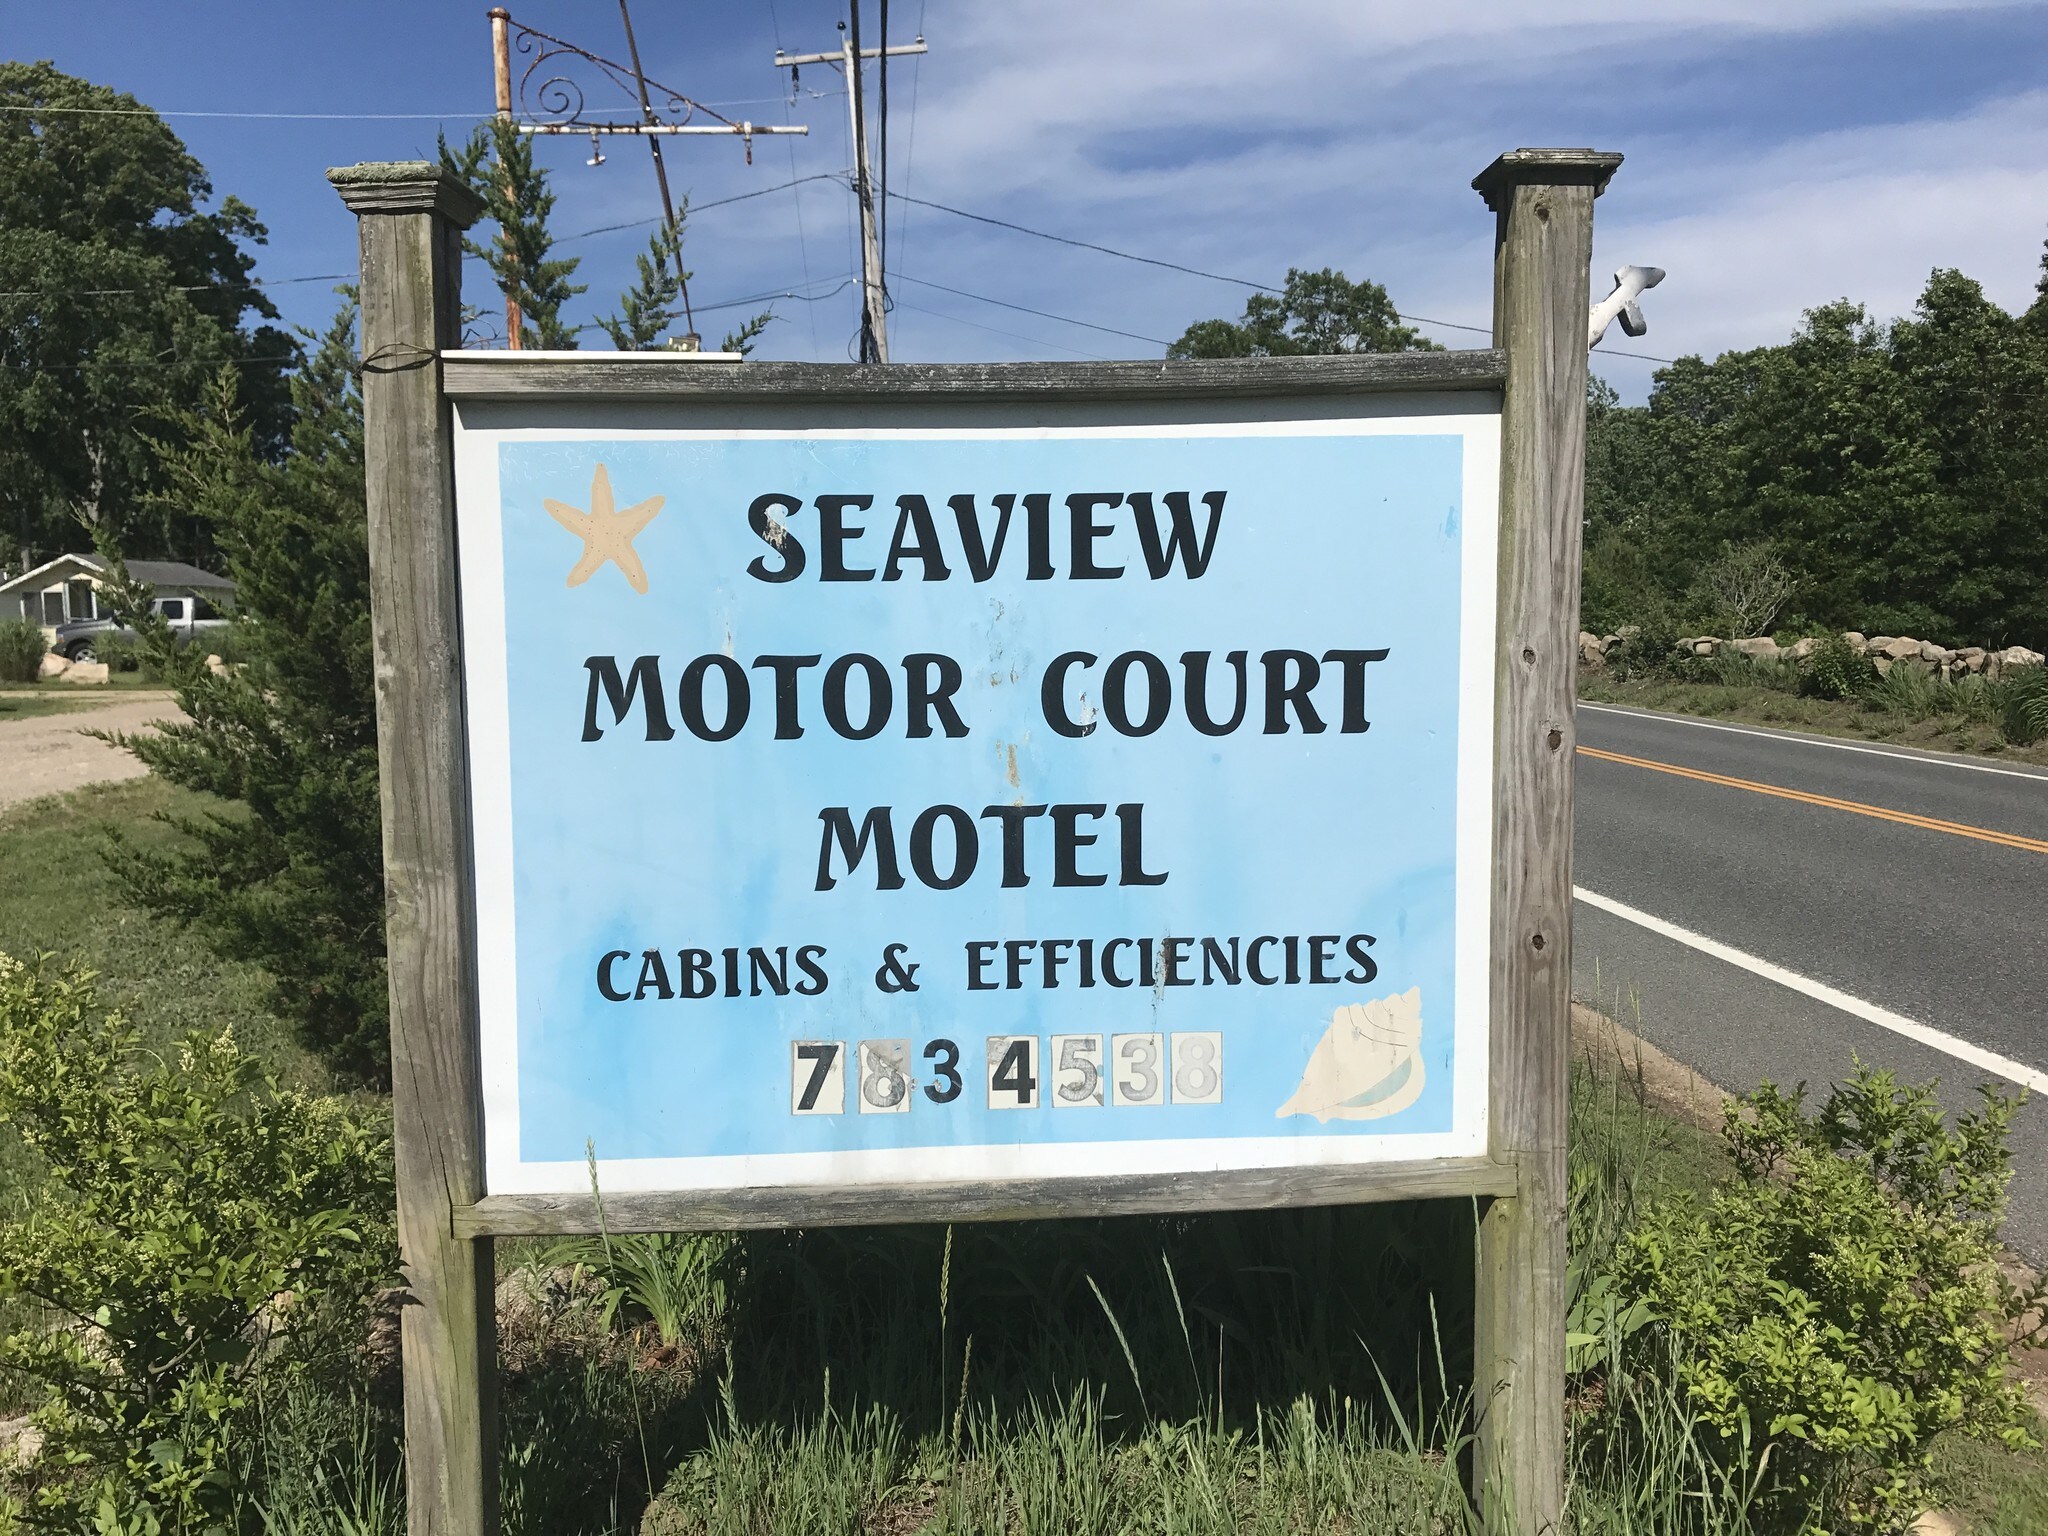 SEAVIEW
MOTOR COURT
MOTEL
CABINS & EFFICIENCIES
7834538